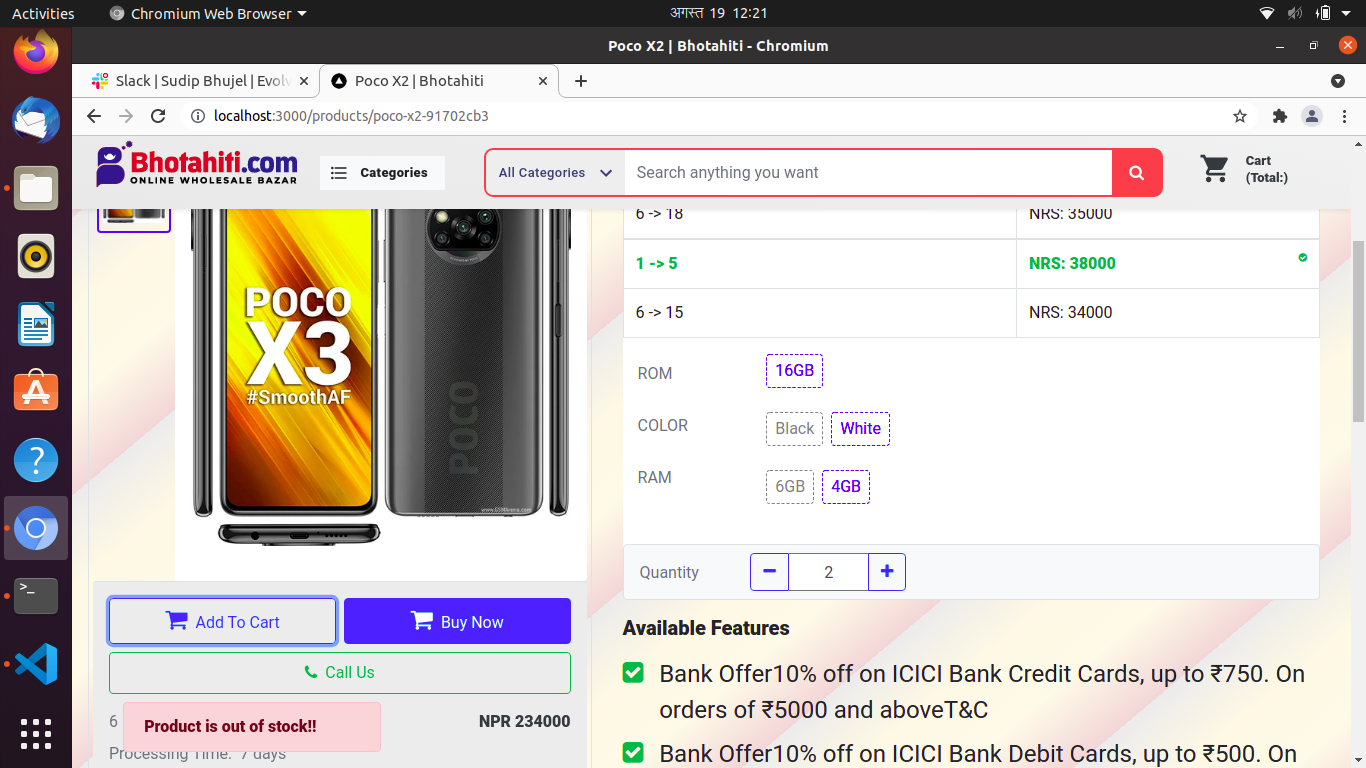 Activities
Chromium Web Browser
अगस्त 19 12:21
Poco X2 | Bhotahiti - Chromium
Slack | Sudip Bhujel | Evol
Poco X2 | Bhotahiti
localhost:3000/products/poco-x2-91702cb3
Bhotahiti.com
ONLINE WHOLESALE BAZAR
Categories
All Categories
Search anything you want
Cart
(Total:)
6 -> 18 NRS: 35000
1 -> 5 NRS: 38000
6 -> 15 NRS: 34000
POCO
X3
#SmoothAF
POCO
www.GSMArena.com
ROM 16GB
COLOR Black White
RAM 6GB 4GB
Quantity 2
Add To Cart
Buy Now
Call Us
6
Product is out of stock!!
NPR 234000
Processing Time: 7 days
Available Features
Bank Offer10% off on ICICI Bank Credit Cards, up to ₹750. On
orders of ₹5000 and aboveT&C
Bank Offer10% off on ICICI Bank Debit Cards, up to ₹500. On